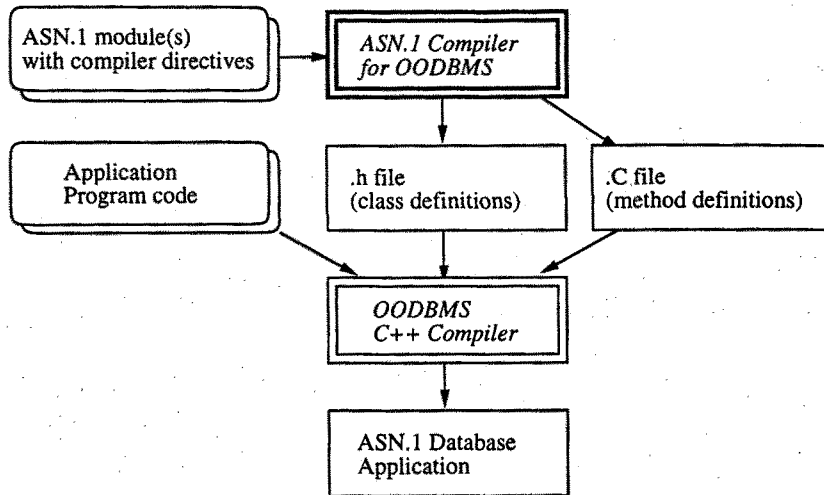 ASN.1 module(s)
with compiler directives
ASN.1 Compiler
for OODBMS
Application
Program code
.h file
(class definitions)
.C file
(method definitions)
OODBMS
C++ Compiler
ASN.1 Database
Application